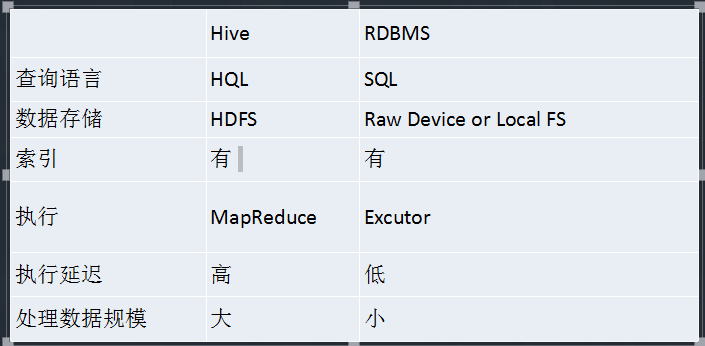 Hive RDBMS
查询语言 HQL SQL
数据存储 HDFS Raw Device or Local FS
索引 有 有
执行 MapReduce Excutor
执行延迟 高 低
处理数据规模 大 小